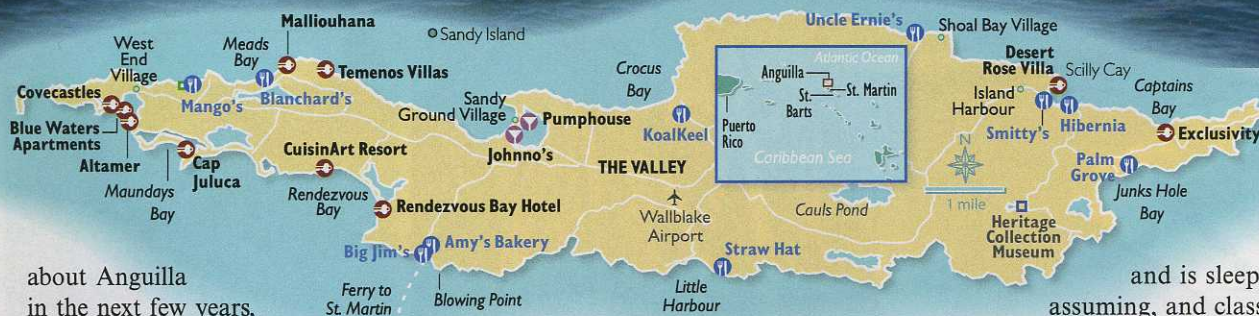 Malliouhana
Sandy Island
West
End
Village
Meads
Bay
Temenos Villas
Covecastles
Mango's
Blanchard's
Blue Waters
Apartments
Altamer
Maundays
Bay
Cap
Juluca
CuisinArt Resort
Rendezvous
Bay
Rendezvous Bay Hotel
Sandy
Ground Village
Pumphouse
Johnno's
Crocus
Bay
KoalKeel
THE VALLEY
Wallblake
Airport
Big Jim's
Amy's Bakery
Ferry to
St. Martin
Blowing Point
Straw Hat
Little
Harbour
Cauls Pond
Uncle Ernie's
Shoal Bay Village
Atlantic Ocean
Anguilla
St. Martin
St.
Barts
Puerto
Rico
Caribbean Sea
N
1 mile
Desert
Rose Villa
Scilly Cay
Island
Harbour
Smitty's
Hibernia
Captains
Bay
Exclusivity
Palm
Grove
Junks Hole
Bay
Heritage
Collection
Museum
about Anguilla
in the next few years,
and is sleep
assuming, and class